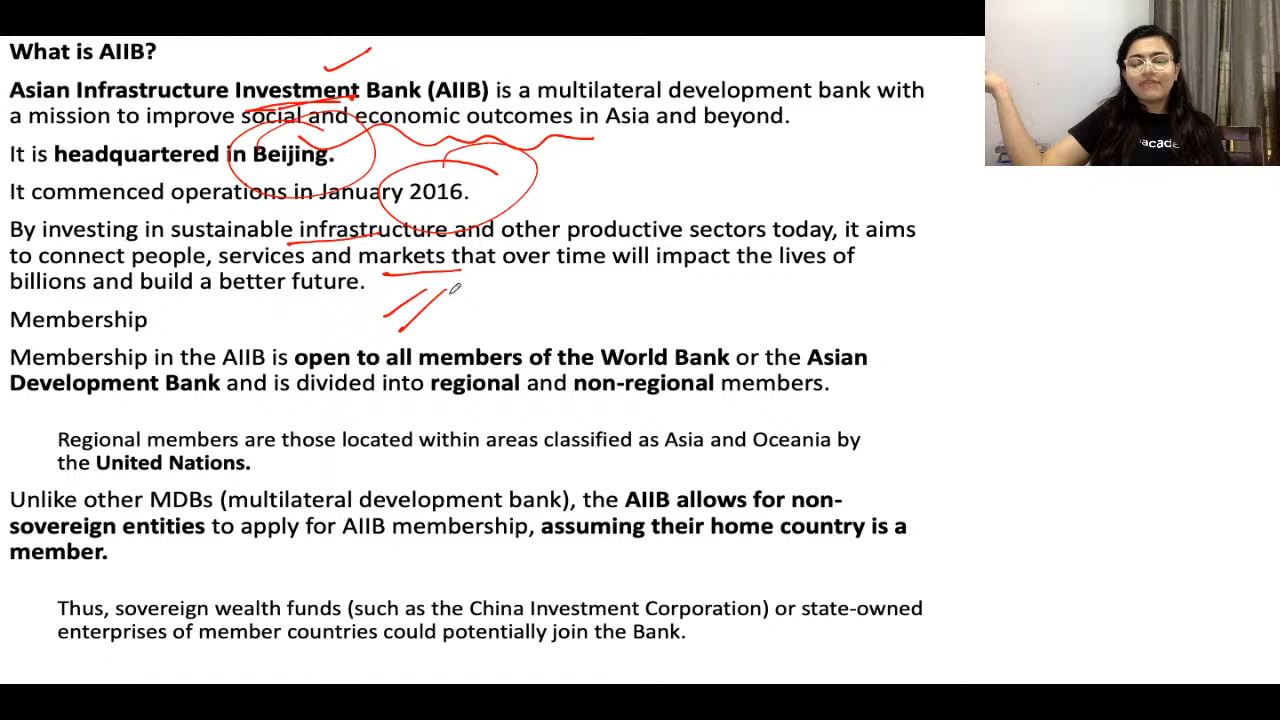 What is AIIB?
Asian Infrastructure Investment Bank (AIIB) is a multilateral development bank with
a mission to improve social and economic outcomes in Asia and beyond.
It is headquartered in Beijing.
It commenced operations in January 2016.
By investing in sustainable infrastructure and other productive sectors today, it aims
to connect people, services and markets that over time will impact the lives of
billions and build a better future.
Membership
Membership in the AIIB is open to all members of the World Bank or the Asian
Development Bank and is divided into regional and non-regional members.
Regional members are those located within areas classified as Asia and Oceania by
the United Nations.
Unlike other MDBs (multilateral development bank), the AIIB allows for non-
sovereign entities to apply for AIIB membership, assuming their home country is a
member.
Thus, sovereign wealth funds (such as the China Investment Corporation) or state-owned
enterprises of member countries could potentially join the Bank.